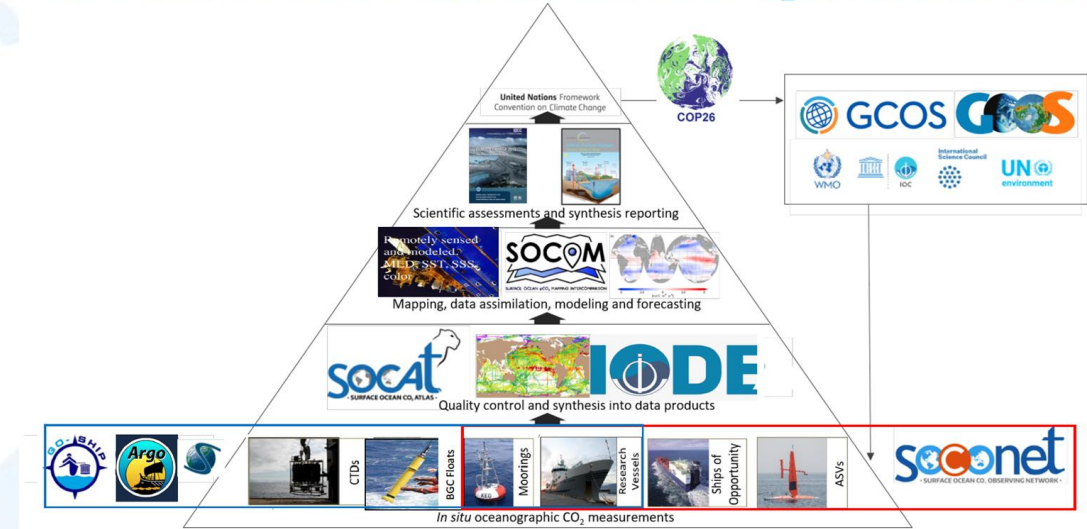 United Nations Framework
Convention on Climate Change
COP26
GCOS
GOOS
WMO
IOC
International
Science Council
UN
environment
Scientific assessments and synthesis reporting
Remotely sensed
and modeled.
MLD, SST, SSS,
color
SOCOM
SURFACE OCEAN pCO₂ MAPPING INTERCOMPARISON
Mapping, data assimilation, modeling and forecasting
SOCAT
• SURFACE OCEAN CO₂ ATLAS •
IODE
Quality control and synthesis into data products
GO-SHIP
Argo
CTDs
BGC Floats
Moorings
Research
Vessels
Ships of
Opportunity
ASVs
SOCONET
• SURFACE OCEAN CO₂ OBSERVING NETWORK •
In situ oceanographic CO₂ measurements